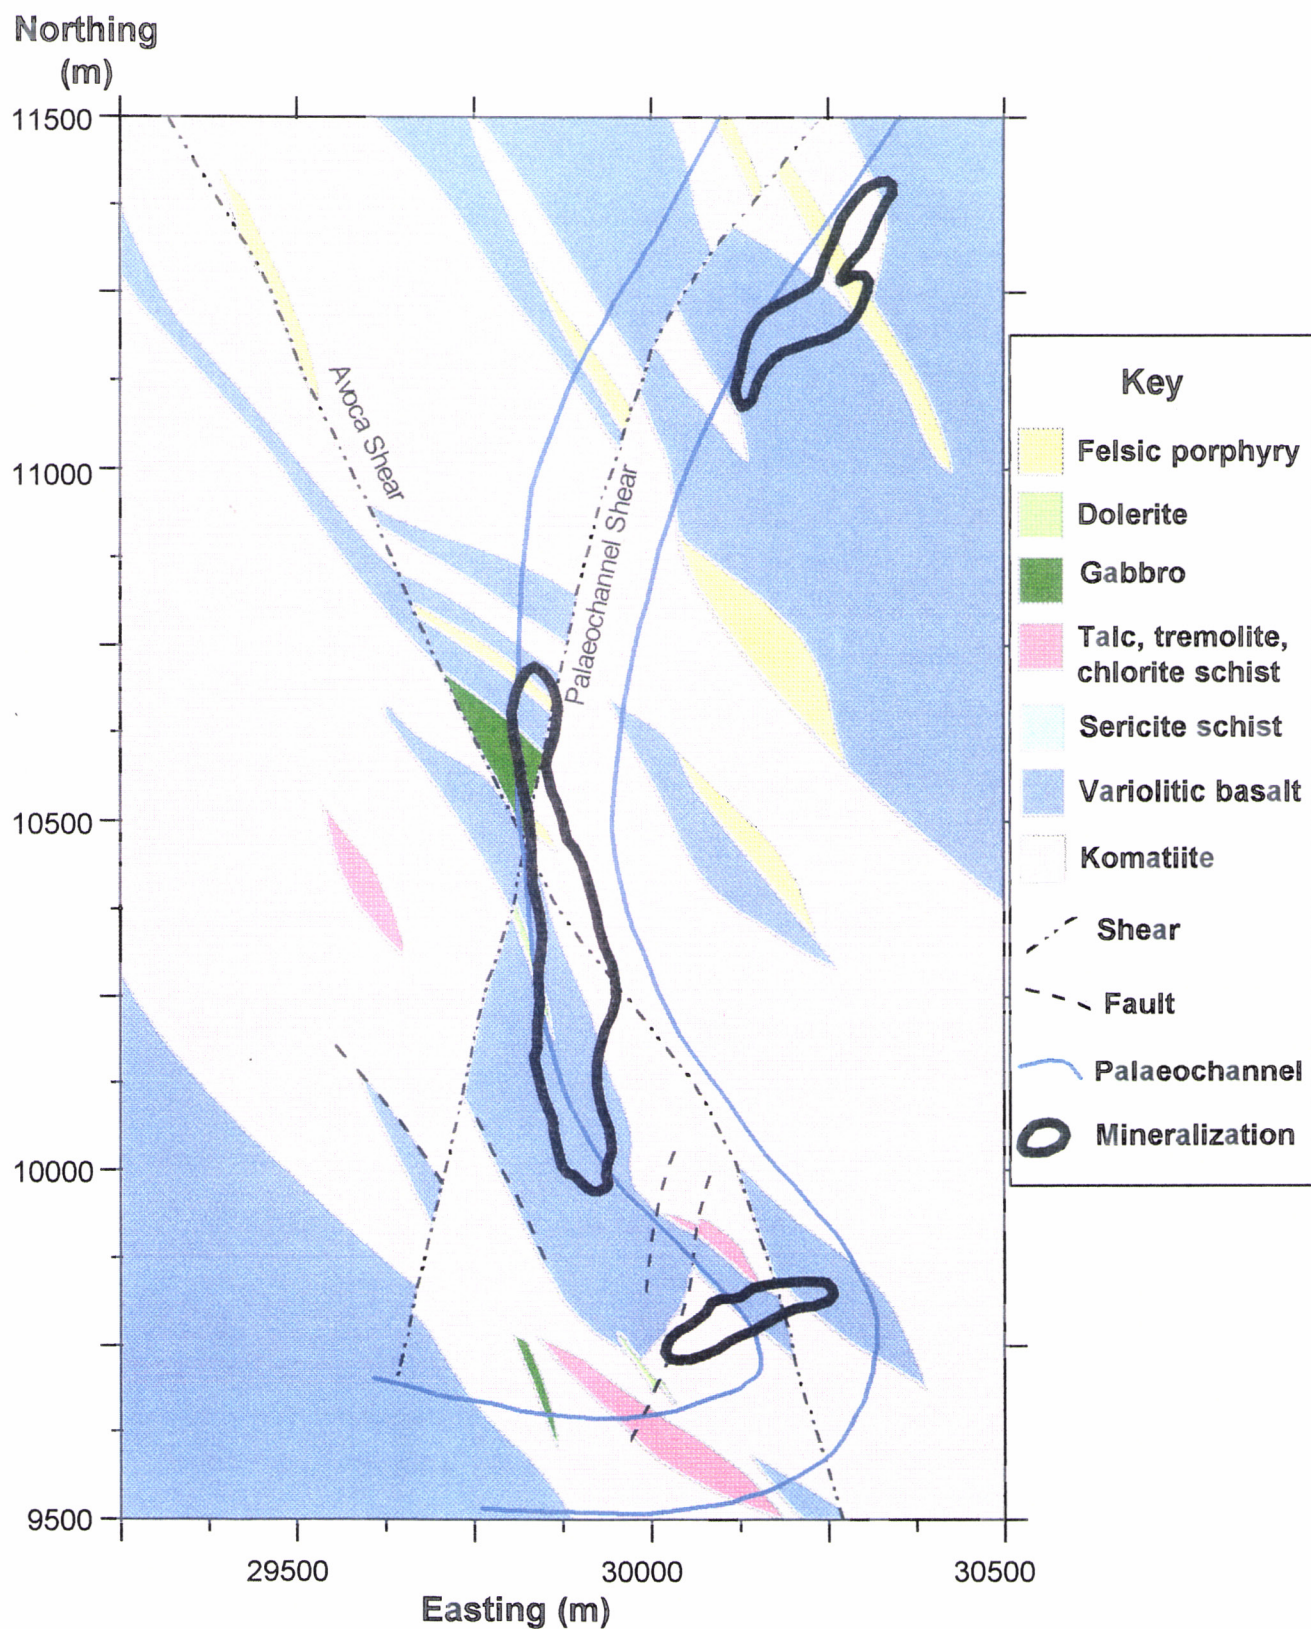 Northing
(m)
11500
11000
10500
10000
9500
29500
30000
30500
Easting (m)
Avoca Shear
Palaeochannel Shear
Key
Felsic porphyry
Dolerite
Gabbro
Talc, tremolite,
chlorite schist
Sericite schist
Variolitic basalt
Komatiite
Shear
Fault
Palaeochannel
Mineralization